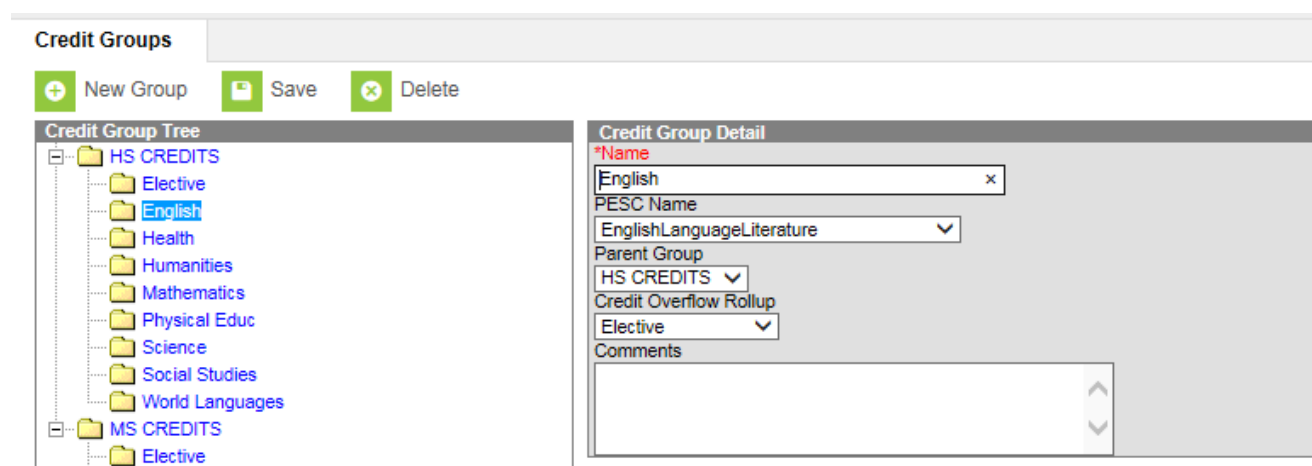 Credit Groups
New Group Save Delete
Credit Group Tree
HS CREDITS
Elective
English
Health
Humanities
Mathematics
Physical Educ
Science
Social Studies
World Languages
MS CREDITS
Elective
Credit Group Detail
*Name
English
PESC Name
EnglishLanguageLiterature
Parent Group
HS CREDITS
Credit Overflow Rollup
Elective
Comments